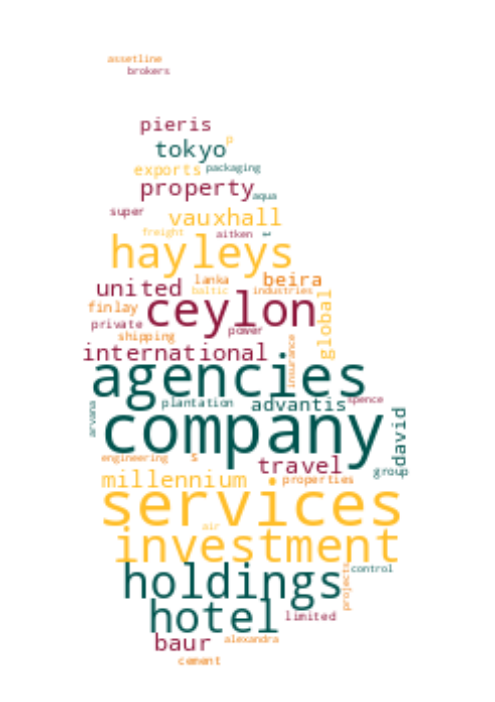 assetline
brokers
pieris
p
tokyo
exports packaging
property aqua
super vauxhall
freight aitken
hayleys
united lanka beira
baltic industries
finlay ceylon global
private power
shipping insurance
international
agencies
arvana plantation advantis spence
company david
engineering s travel group
millennium properties
services
air
investment
holdings control
projects
hotel limited
baur alexandra
cement